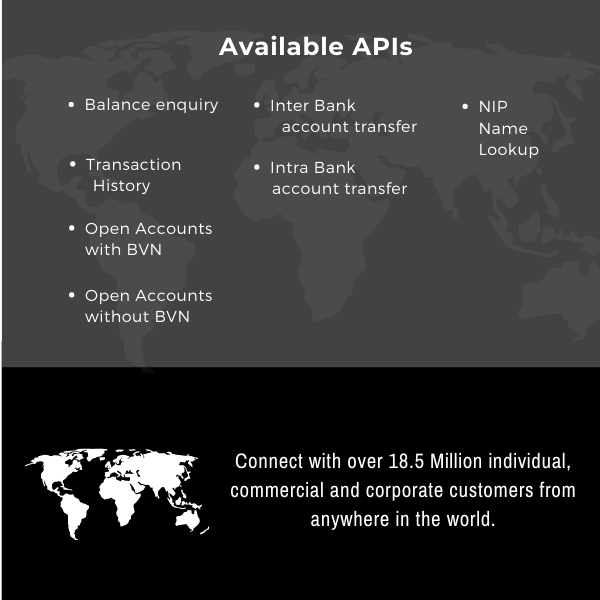 Available APIs
• Balance enquiry
• Transaction
History
• Open Accounts
with BVN
• Open Accounts
without BVN
• Inter Bank
account transfer
• Intra Bank
account transfer
• NIP
Name
Lookup
Connect with over 18.5 Million individual,
commercial and corporate customers from
anywhere in the world.